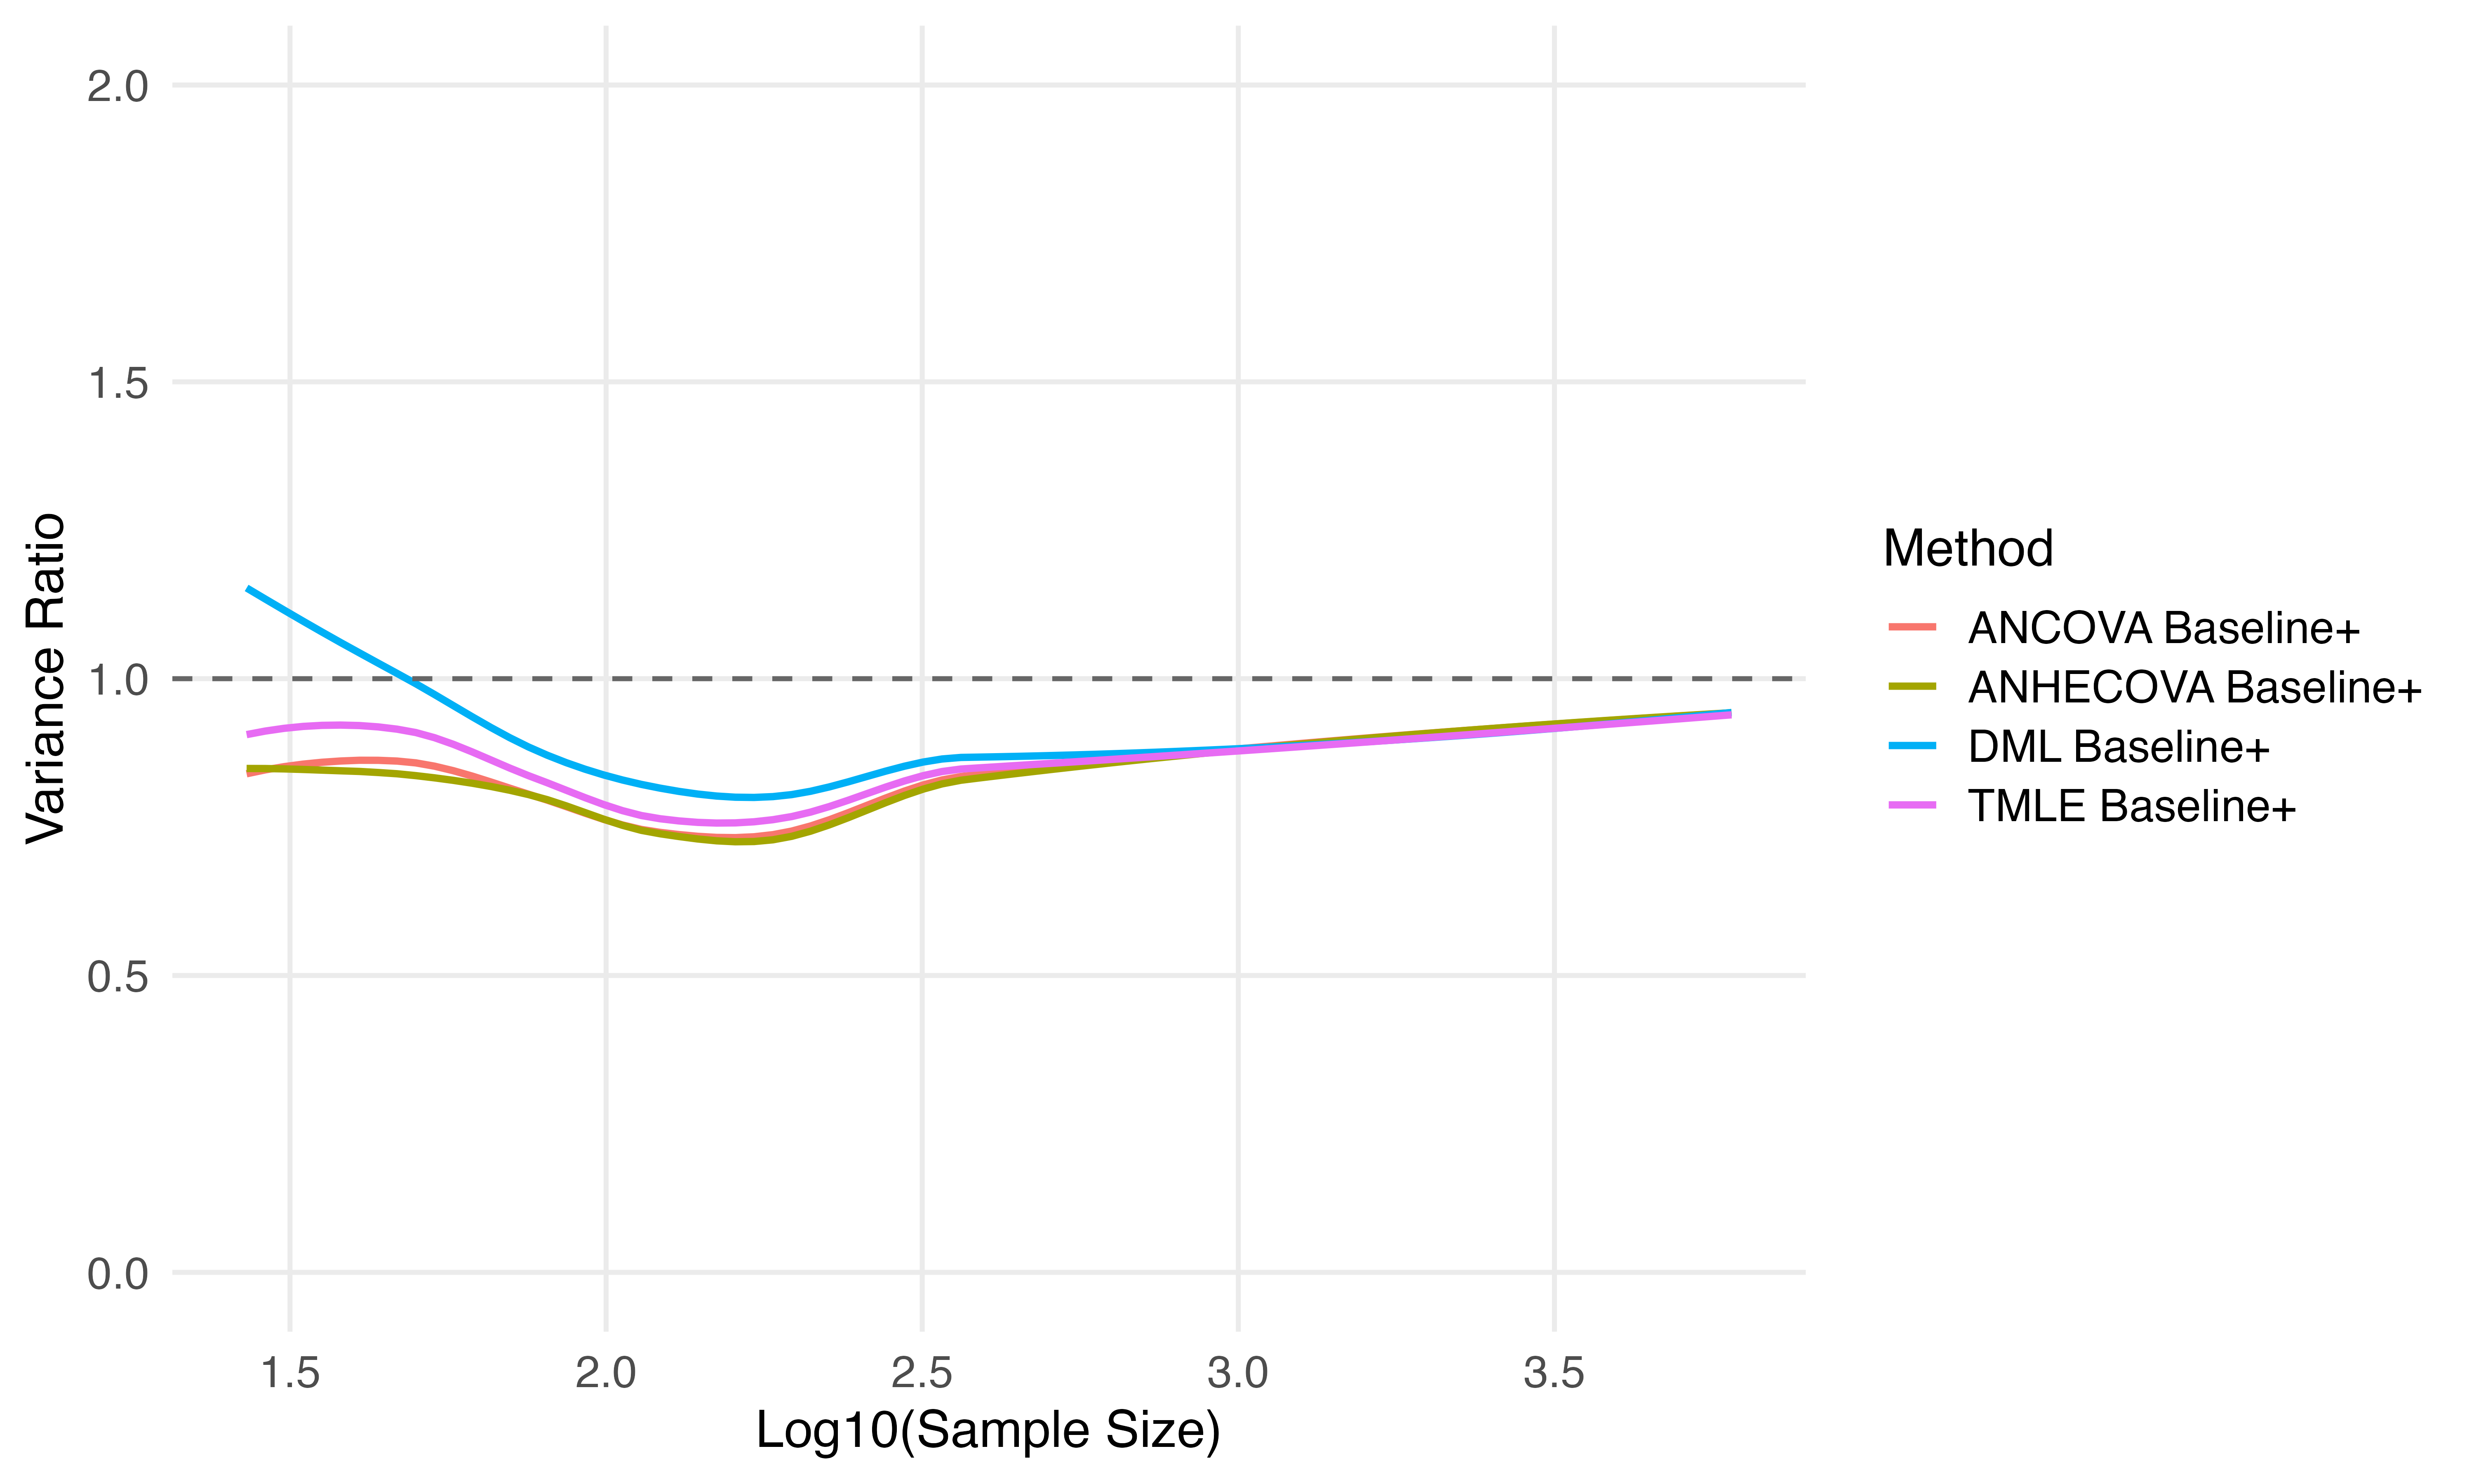 2.0
1.5
1.0
0.5
0.0
Variance Ratio
1.5 2.0 2.5 3.0 3.5
Log10(Sample Size)
Method
ANCOVA Baseline+
ANHECOVA Baseline+
DML Baseline+
TMLE Baseline+